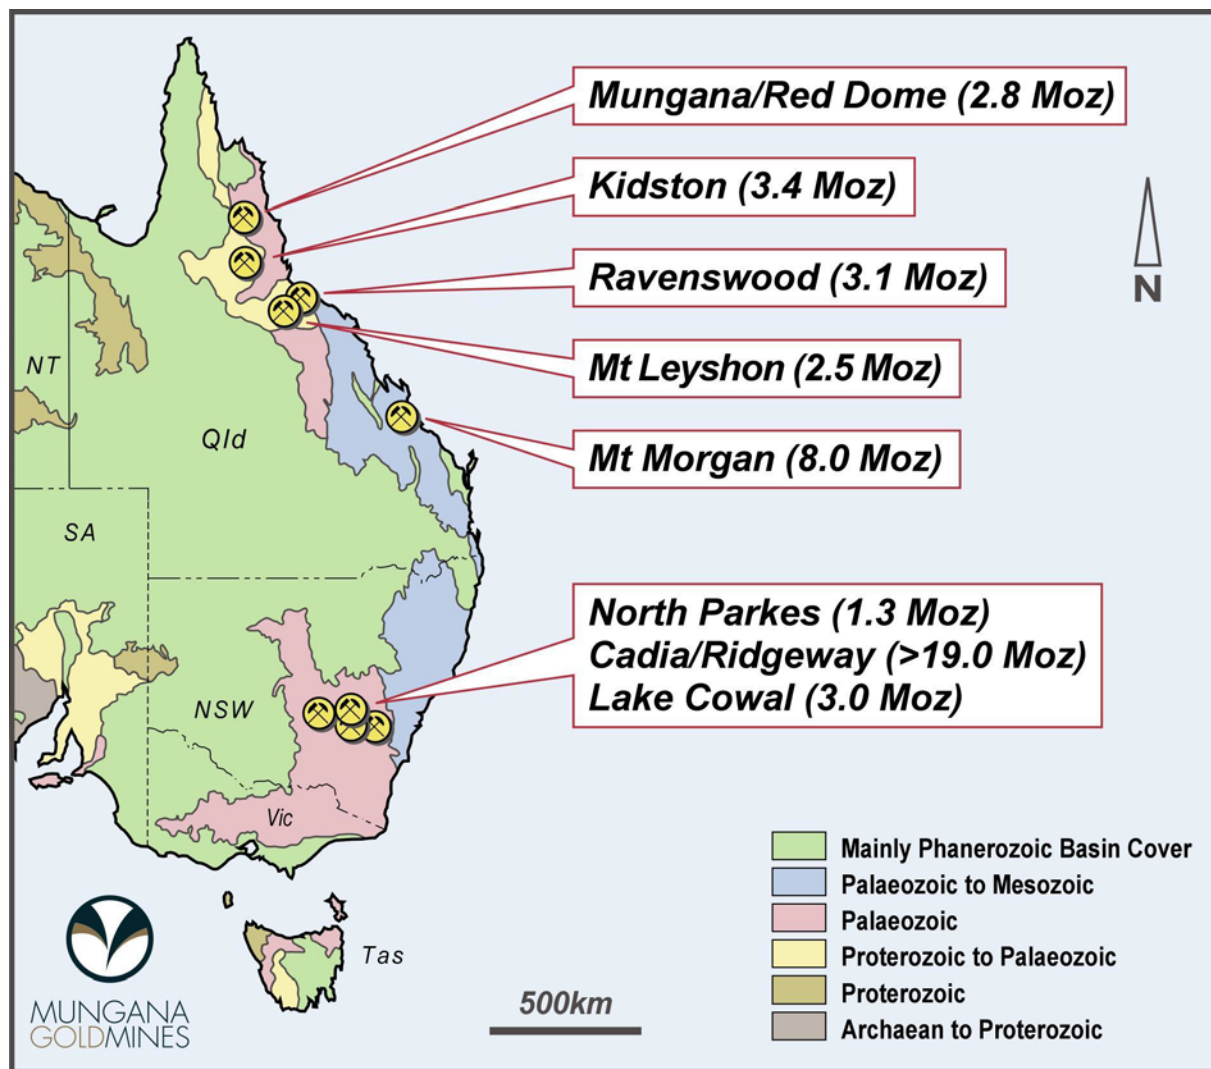 Mungana/Red Dome (2.8 Moz)
Kidston (3.4 Moz)
Ravenswood (3.1 Moz)
Mt Leyshon (2.5 Moz)
Mt Morgan (8.0 Moz)
North Parkes (1.3 Moz)
Cadia/Ridgeway (>19.0 Moz)
Lake Cowal (3.0 Moz)
N
NT
Qld
SA
NSW
Vic
Tas
Mainly Phanerozoic Basin Cover
Palaeozoic to Mesozoic
Palaeozoic
Proterozoic to Palaeozoic
Proterozoic
Archaean to Proterozoic
500km
MUNGANA
GOLDMINES